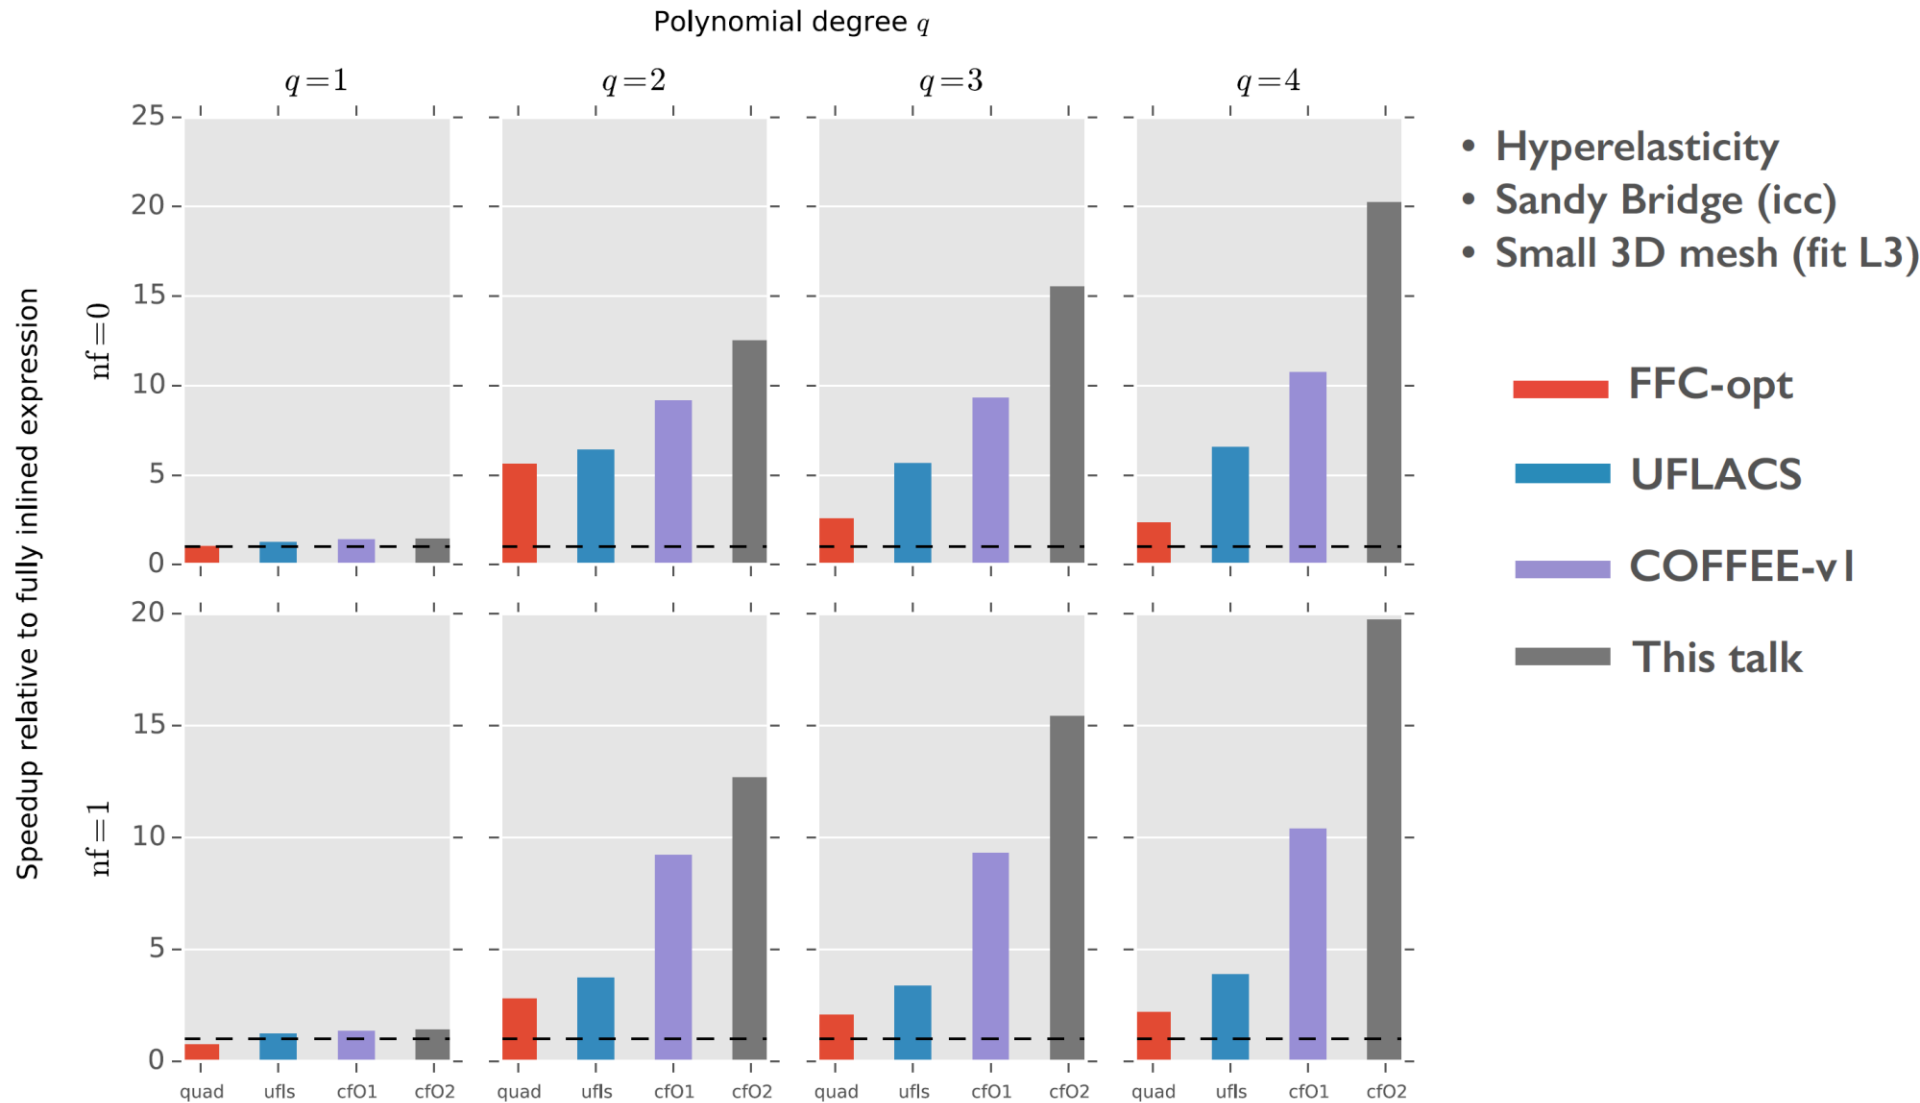 Polynomial degree q
q=1 q=2 q=3 q=4
Speedup relative to fully inlined expression
nf=0
25
20
15
10
5
0
nf=1
20
15
10
5
0
quad ufls cfO1 cfO2 quad ufls cfO1 cfO2 quad ufls cfO1 cfO2 quad ufls cfO1 cfO2
• Hyperelasticity
• Sandy Bridge (icc)
• Small 3D mesh (fit L3)
FFC-opt
UFLACS
COFFEE-v1
This talk